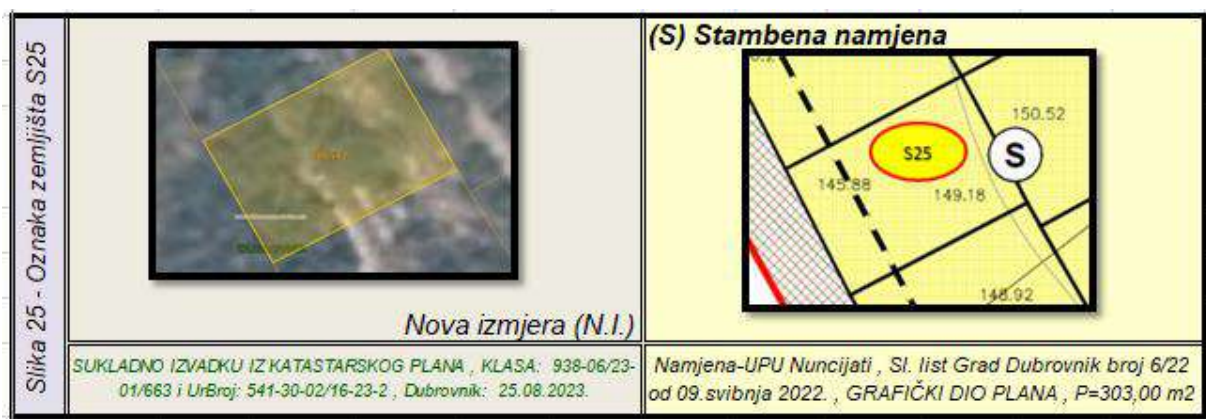 Slika 25 - Oznaka zemljišta S25
Nova izmjera (N.I.)
SUKLADNO IZVADKU IZ KATASTARSKOG PLANA , KLASA: 938-06/23-
01/663 i UrBroj: 541-30-02/16-23-2 , Dubrovnik: 25.08.2023.
(S) Stambena namjena
150.52
S25
S
145.88
149.18
148.92
Namjena-UPU Nuncijati , Sl. list Grad Dubrovnik broj 6/22
od 09.svibnja 2022. , GRAFIČKI DIO PLANA , P=303,00 m2